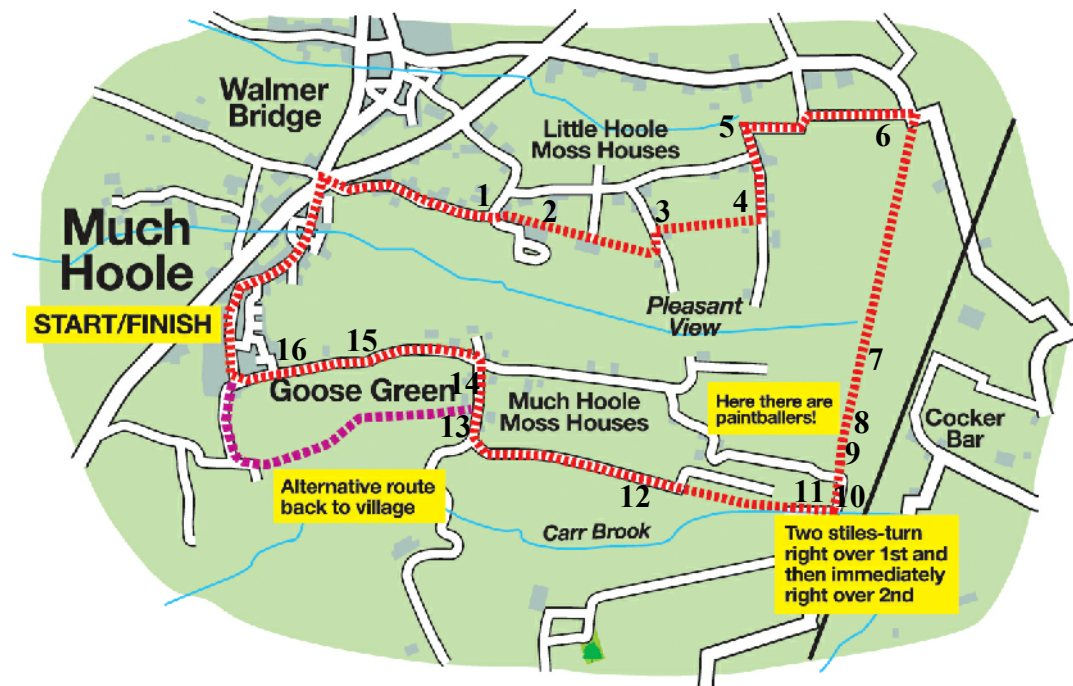 Walmer
Bridge
Little Hoole
Moss Houses
5
6
1
2
3
4
Much
Hoole
START/FINISH
Pleasant
View
16
15
7
Goose Green
14
Much Hoole
Moss Houses
13
Here there are
paintballers!
8
9
Cocker
Bar
12
11
10
Alternative route
back to village
Carr Brook
Two stiles-turn
right over 1st and
then immediately
right over 2nd